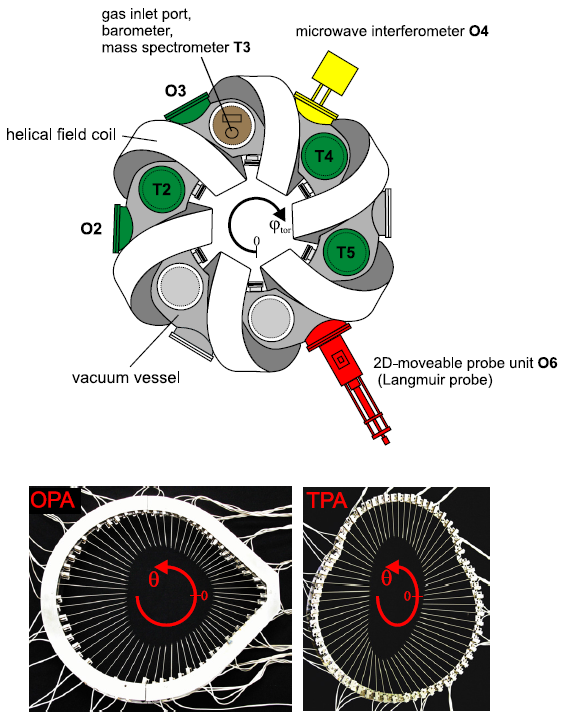 gas inlet port,
barometer,
mass spectrometer T3
microwave interferometer O4
O3
helical field coil
T4
T2
O2
φtor
0
T5
2D-moveable probe unit O6
(Langmuir probe)
vacuum vessel
OPA
θ
0
TPA
θ
0